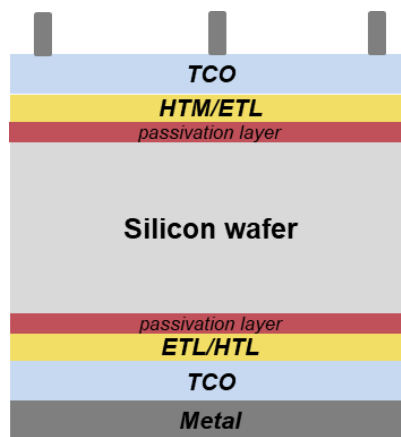 TCO
HTM/ETL
passivation layer
Silicon wafer
passivation layer
ETL/HTL
TCO
Metal